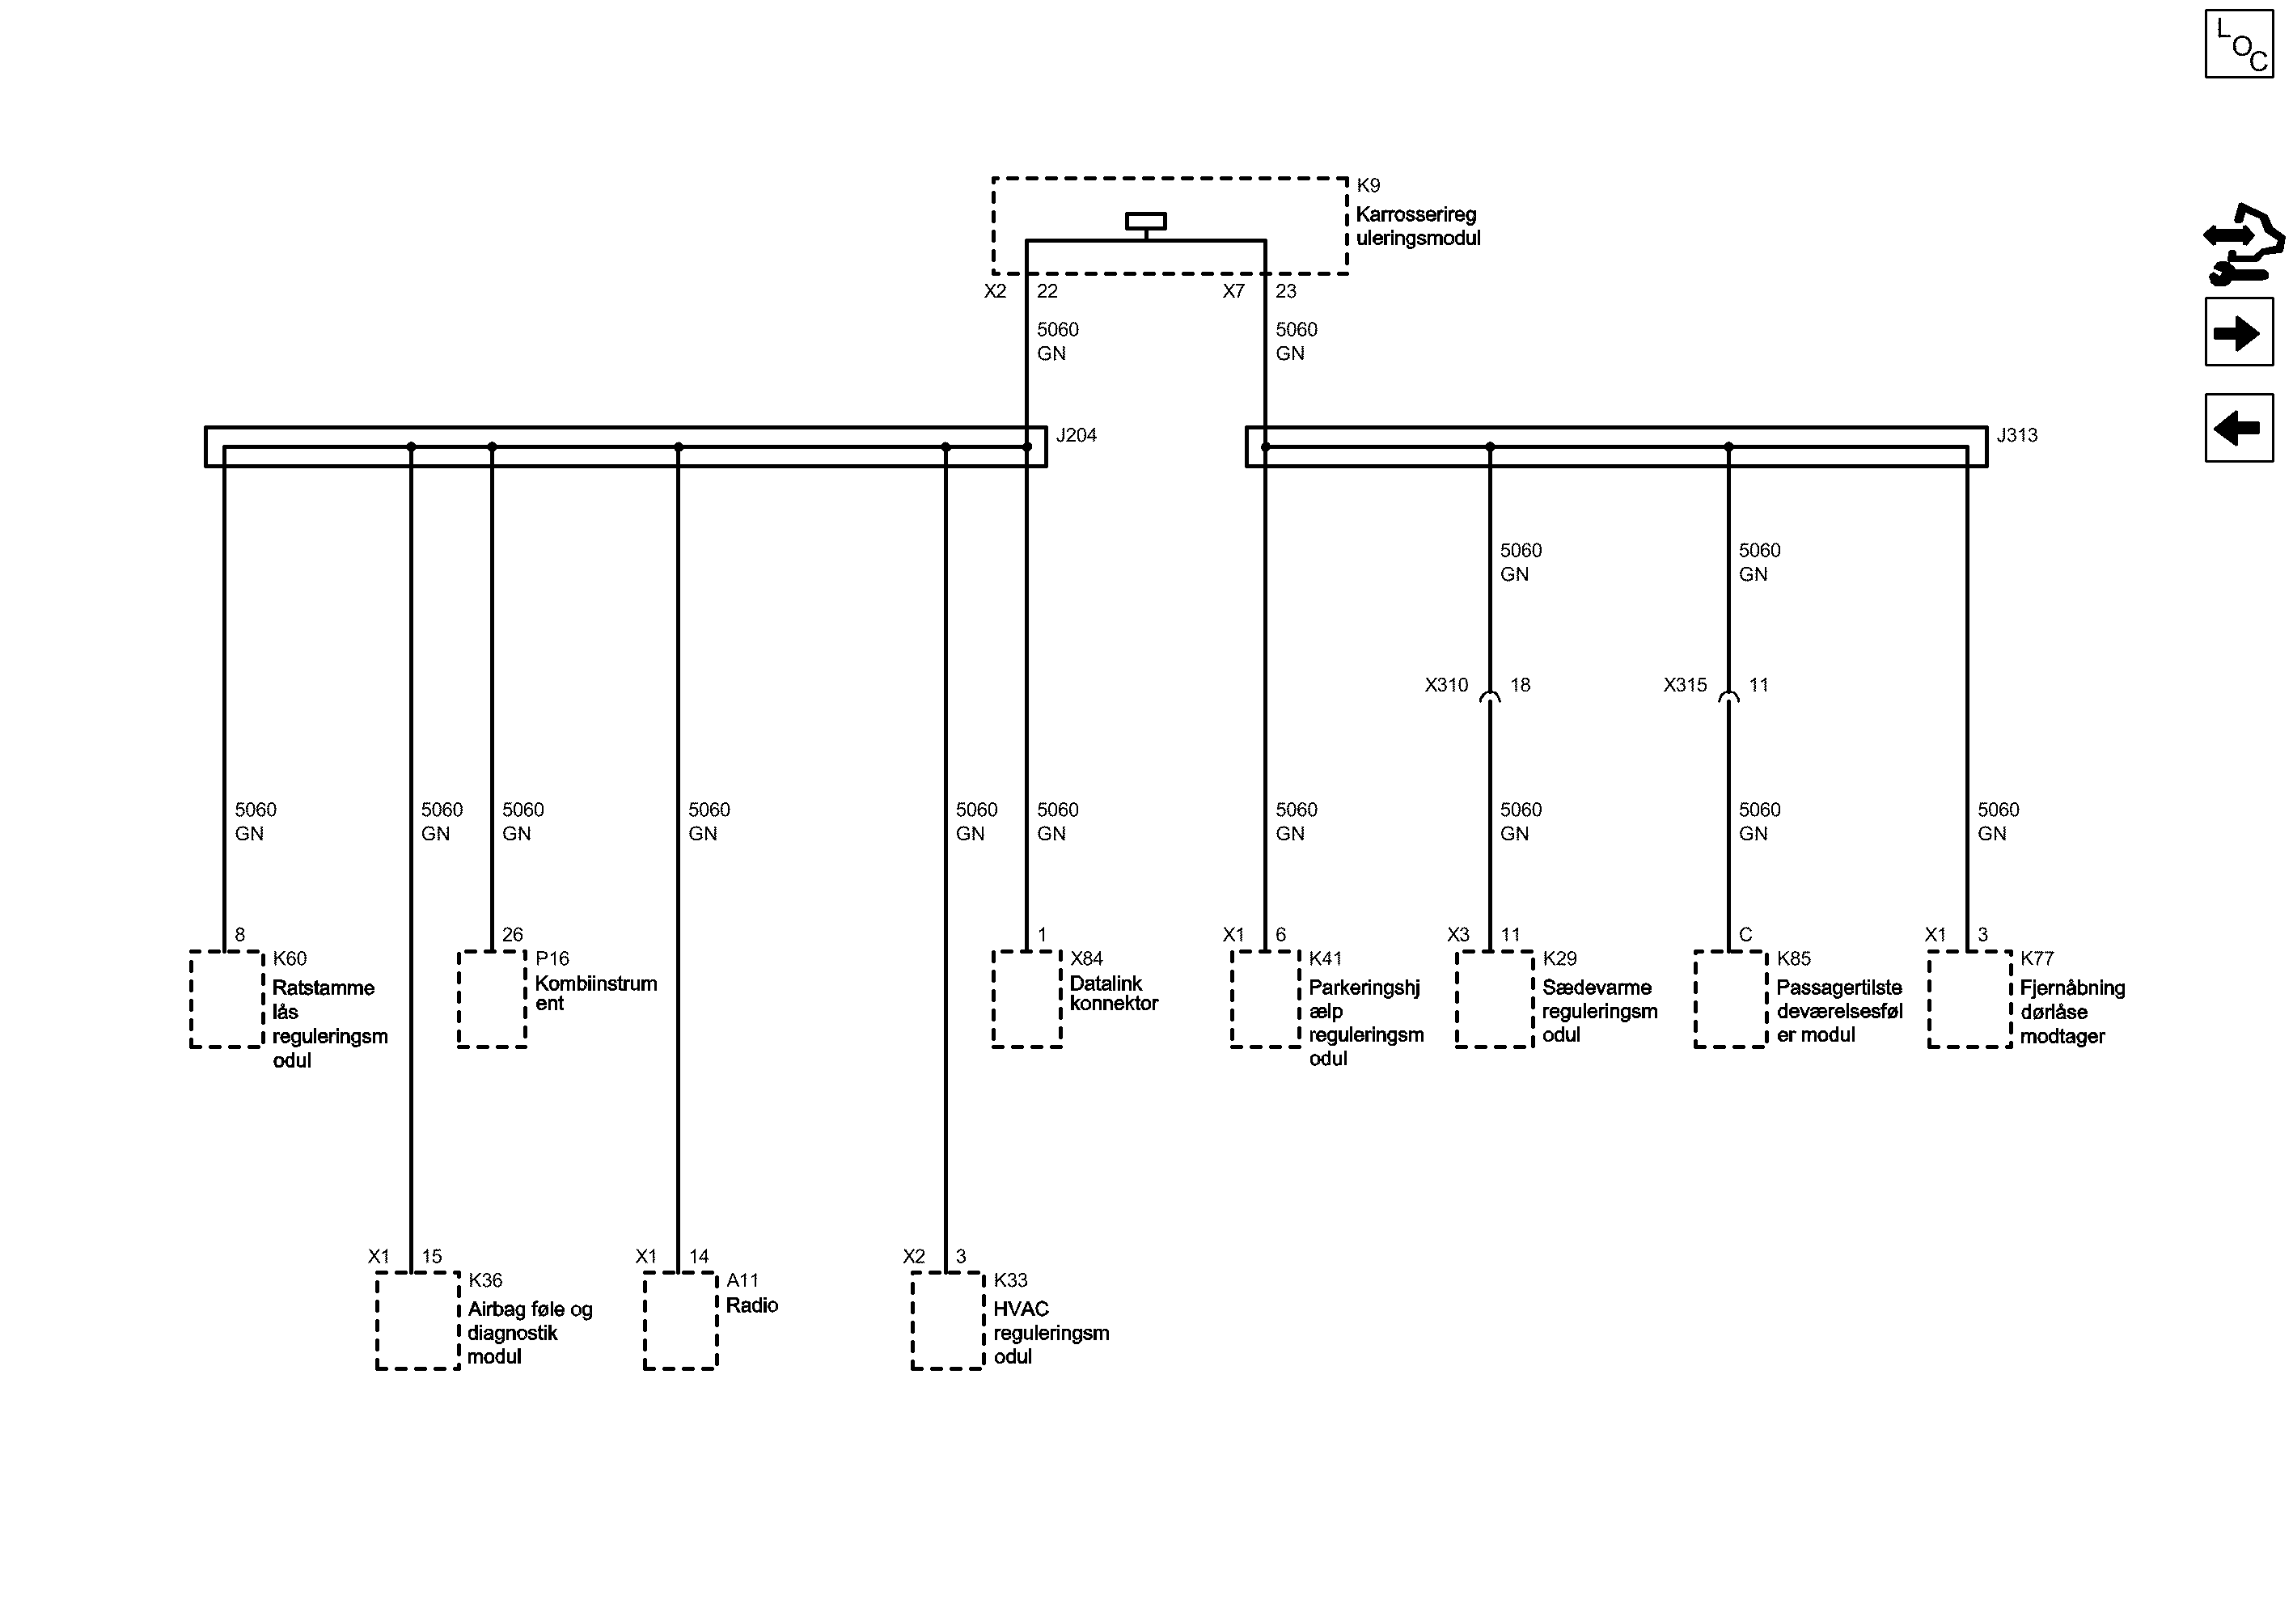 LOC
K9
Karrosserireg
uleringsmodul
X2 22 X7 23
5060 5060
GN GN
J204 J313
5060 5060
GN GN
X310 18 X315 11
5060 5060 5060 5060 5060 5060 5060 5060 5060 5060
GN GN GN GN GN GN GN GN GN GN
8 26 1 X1 6 X3 11 C X1 3
K60
Ratstamme
lås
reguleringsm
odul
P16
Kombiinstrum
ent
X84
Datalink
konnektor
K41
Parkeringshj
ælp
reguleringsm
odul
K29
Sædevarme
reguleringsm
odul
K85
Passagertilste
deværelsesføl
er modul
K77
Fjernåbning
dørlåse
modtager
X1 15 X1 14 X2 3
K36
Airbag føle og
diagnostik
modul
A11
Radio
K33
HVAC
reguleringsm
odul